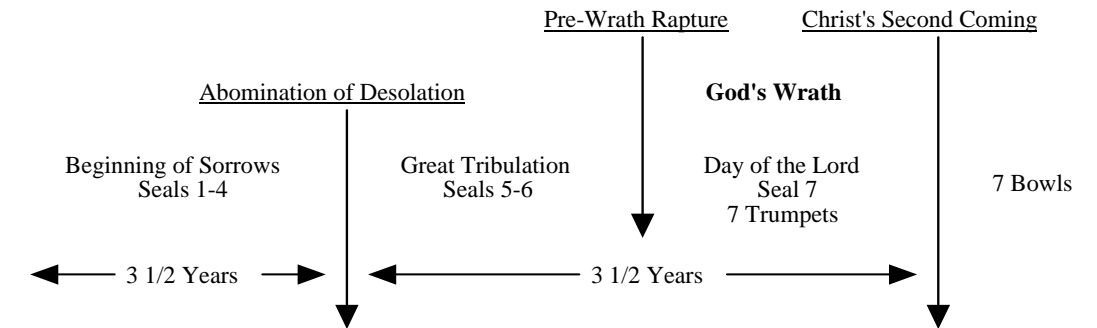 Pre-Wrath Rapture
Christ's Second Coming
Abomination of Desolation
God's Wrath
Beginning of Sorrows
Seals 1-4
Great Tribulation
Seals 5-6
Day of the Lord
Seal 7
7 Trumpets
7 Bowls
3 1/2 Years
3 1/2 Years